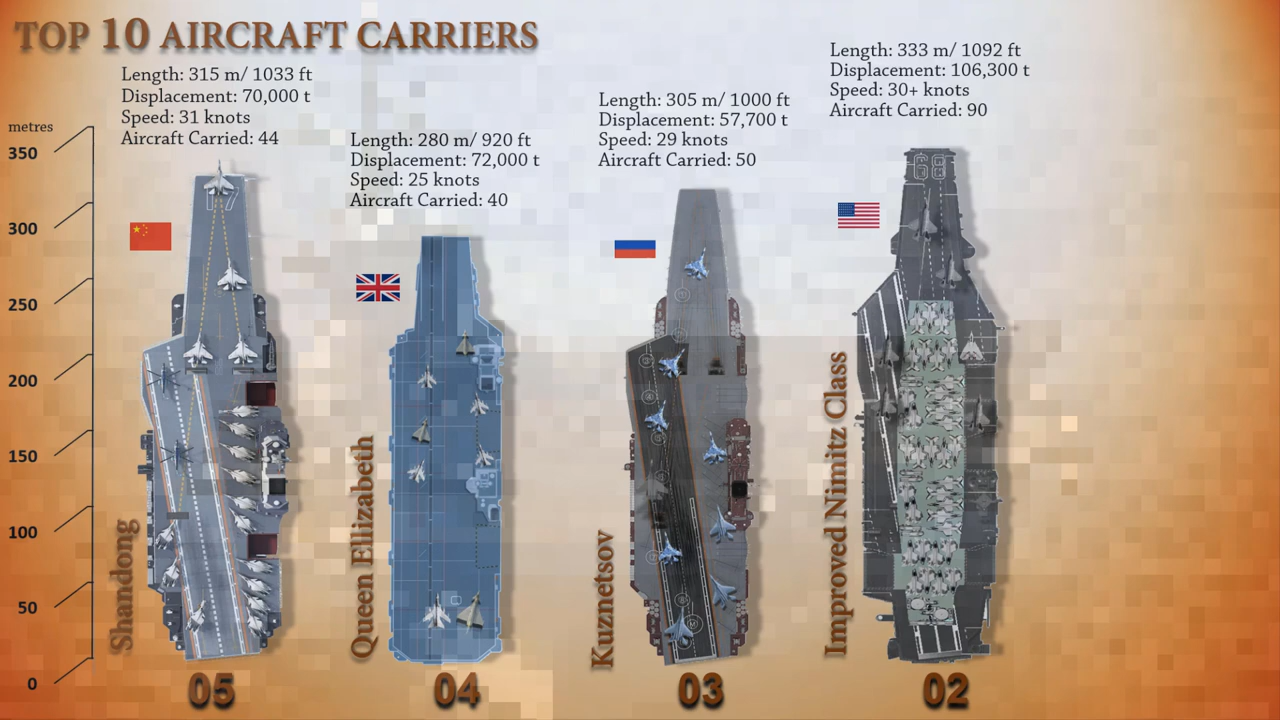 TOP 10 AIRCRAFT CARRIERS
Length: 315 m/ 1033 ft
Displacement: 70,000 t
Speed: 31 knots
Aircraft Carried: 44
Length: 280 m/ 920 ft
Displacement: 72,000 t
Speed: 25 knots
Aircraft Carried: 40
Length: 305 m/ 1000 ft
Displacement: 57,700 t
Speed: 29 knots
Aircraft Carried: 50
Length: 333 m/ 1092 ft
Displacement: 106,300 t
Speed: 30+ knots
Aircraft Carried: 90
metres
350
300
250
200
150
100
50
0
17
68
Shandong
Queen Ellizabeth
Kuznetsov
Improved Nimitz Class
05
04
03
02